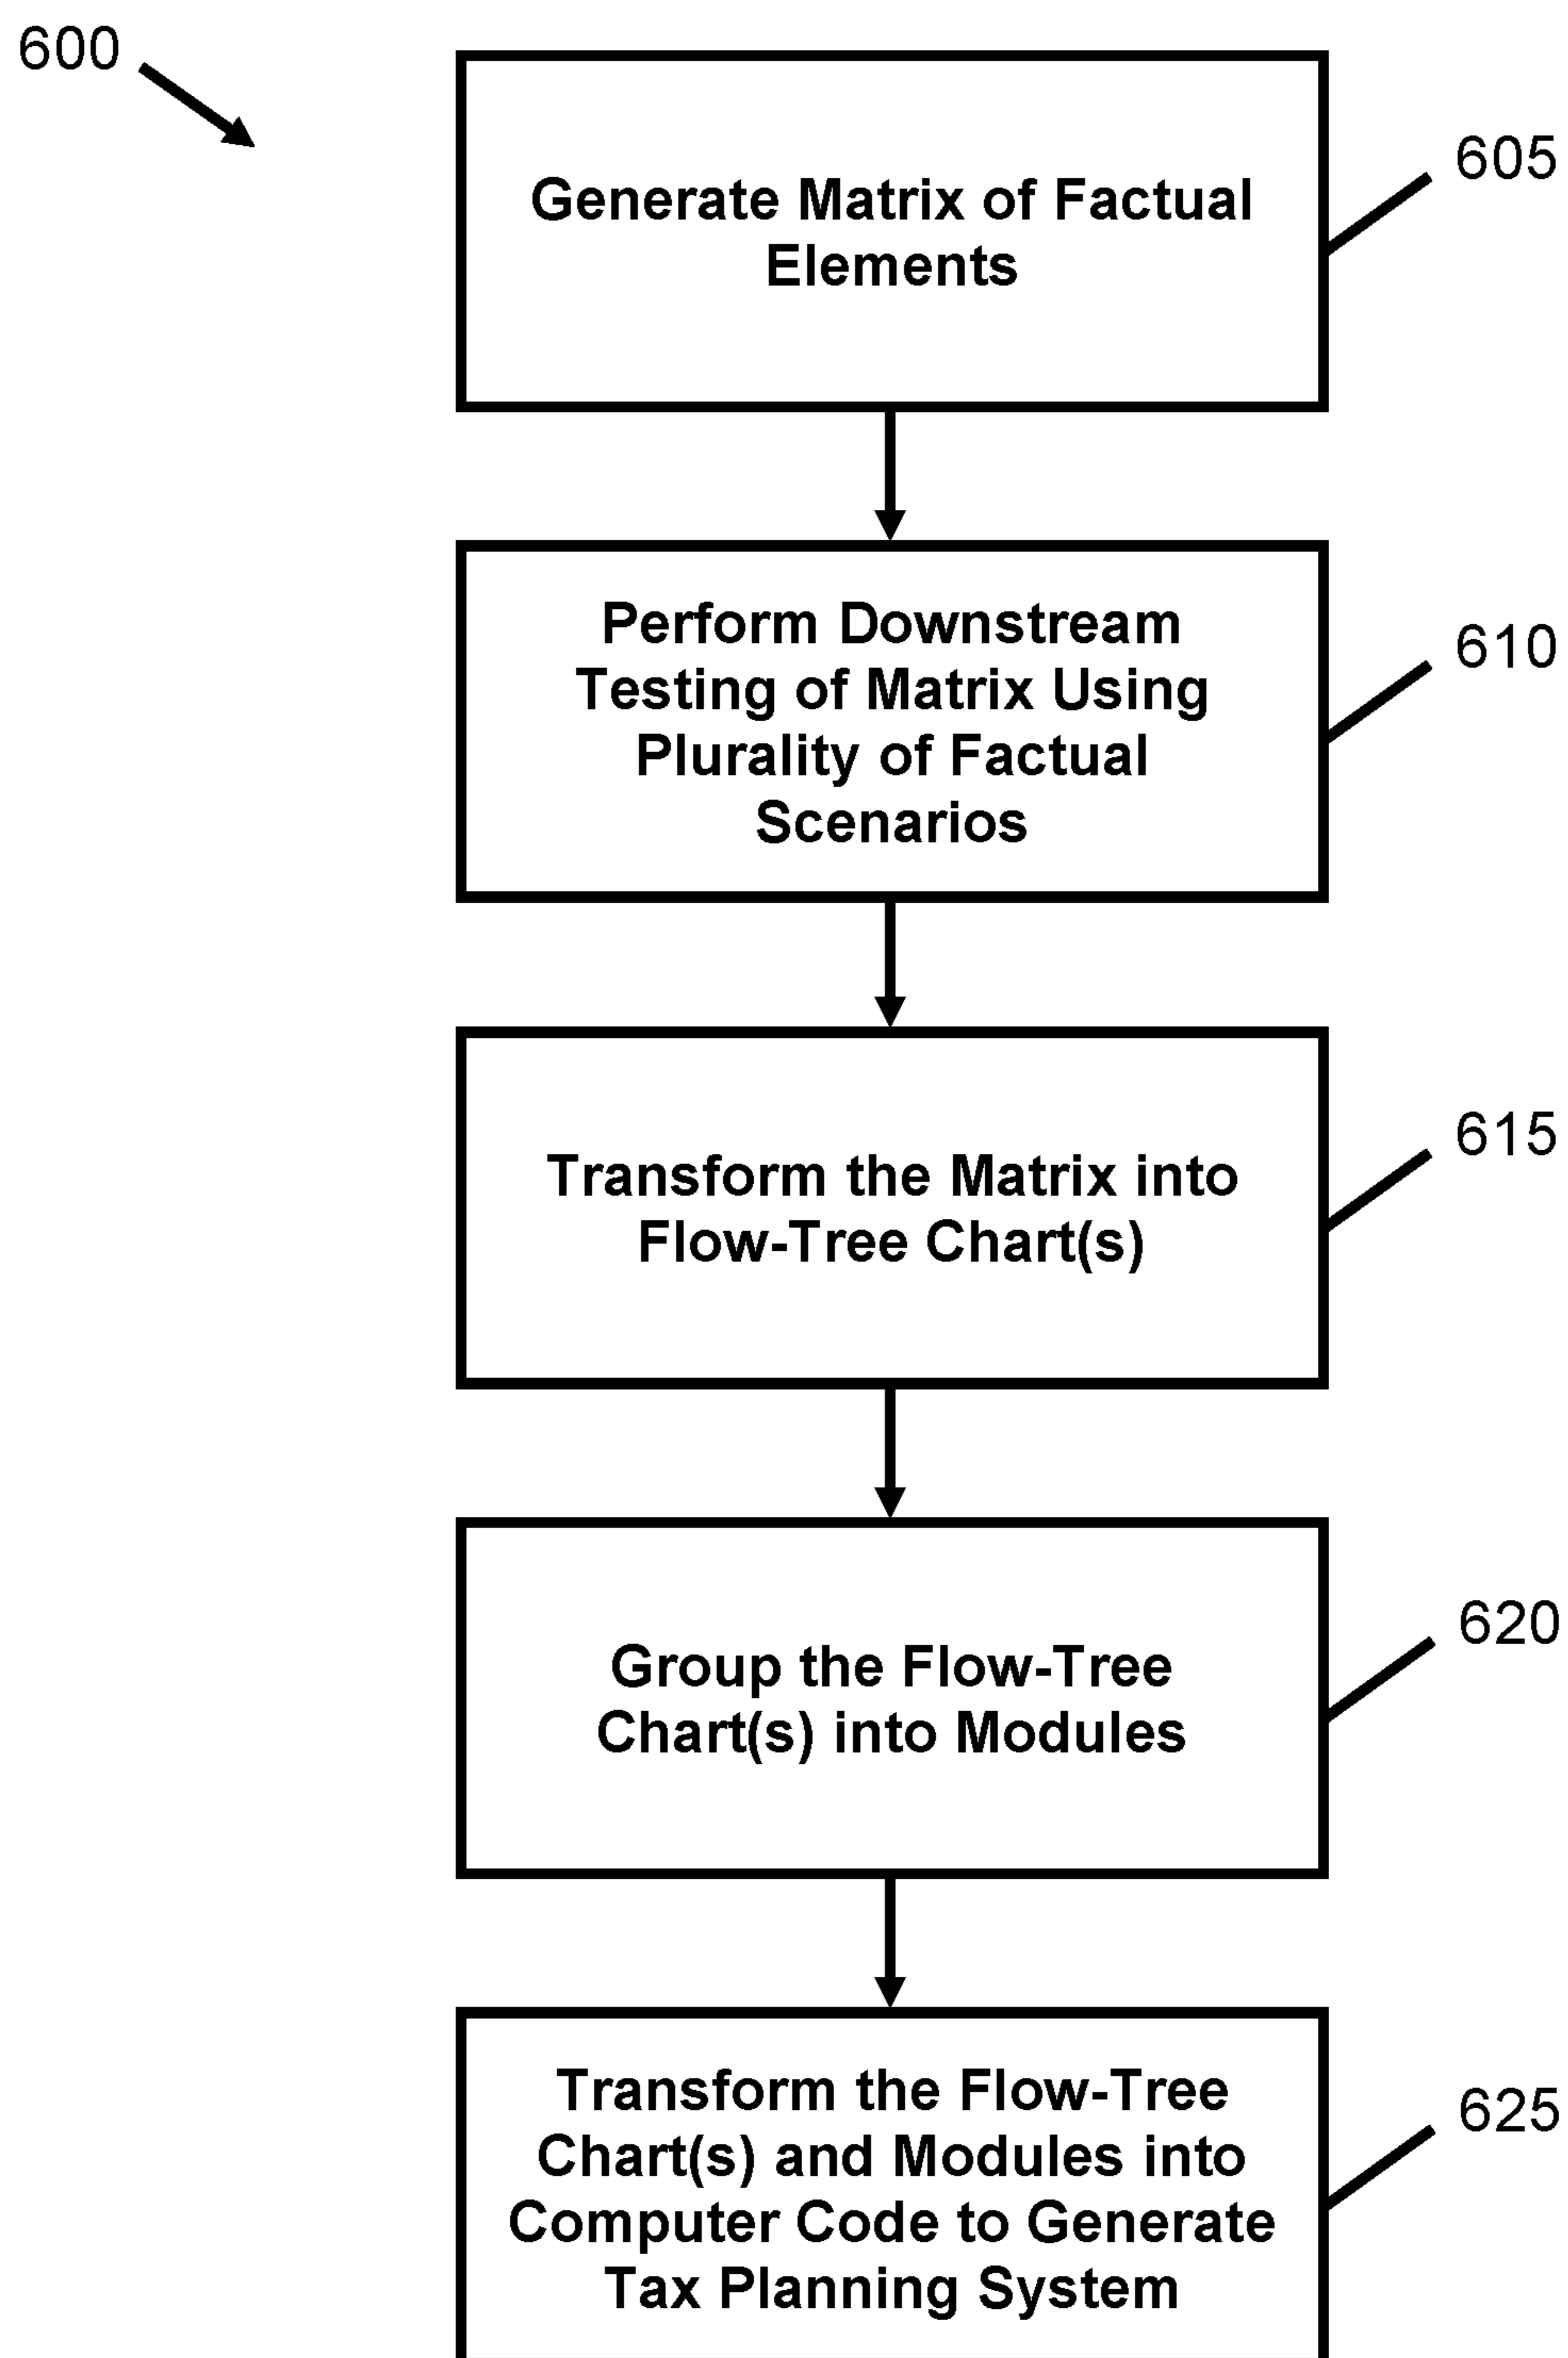 600
605
Generate Matrix of Factual
Elements
610
Perform Downstream
Testing of Matrix Using
Plurality of Factual
Scenarios
615
Transform the Matrix into
Flow-Tree Chart(s)
620
Group the Flow-Tree
Chart(s) into Modules
625
Transform the Flow-Tree
Chart(s) and Modules into
Computer Code to Generate
Tax Planning System